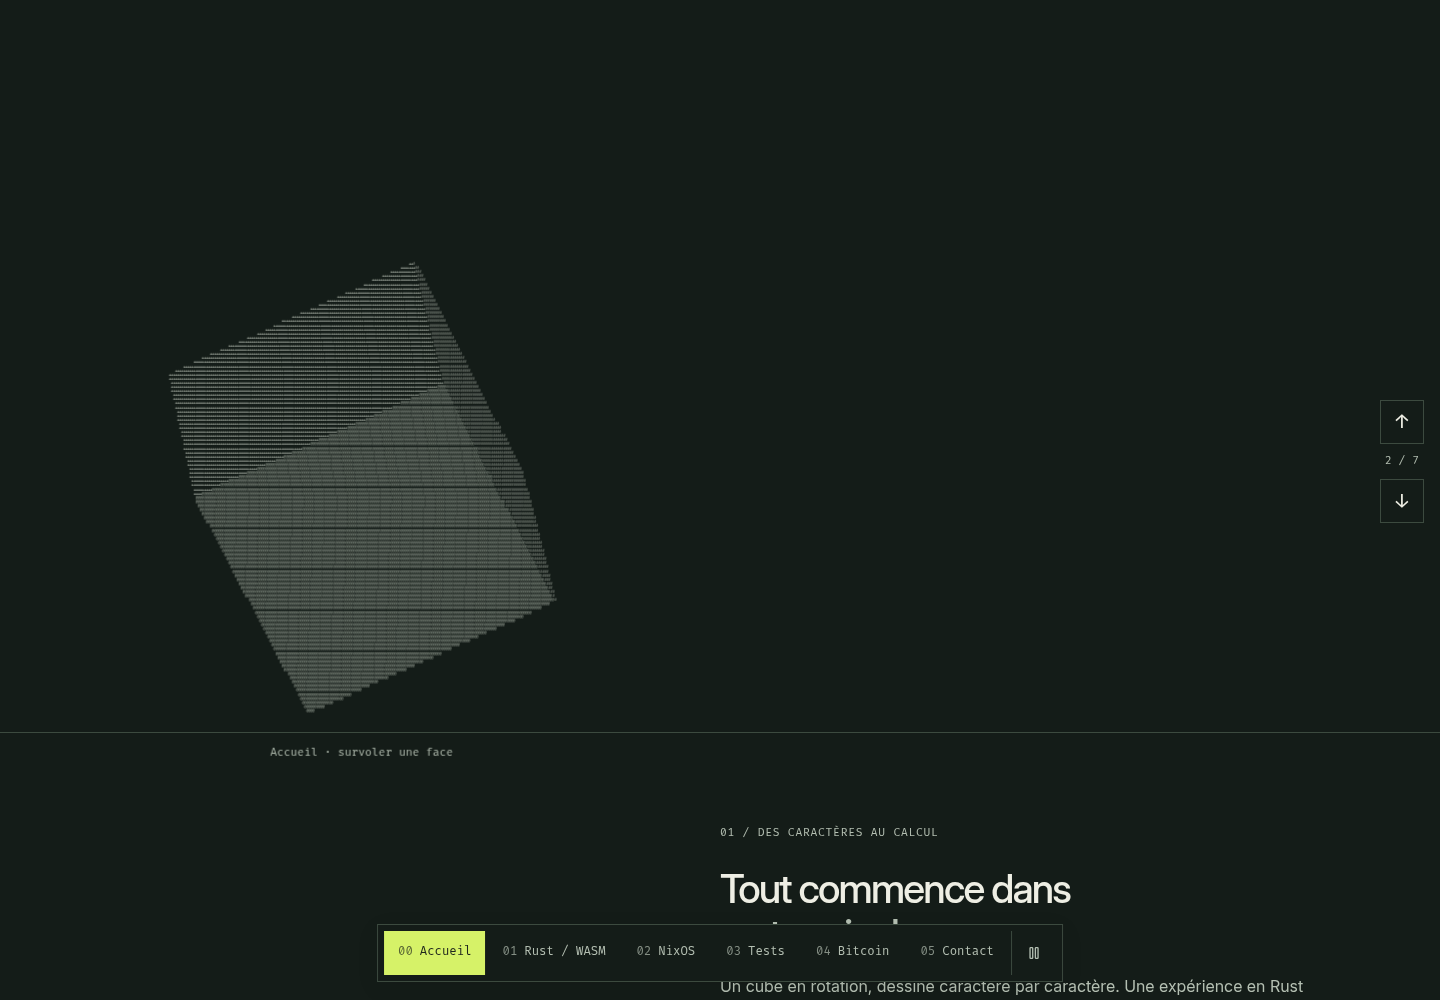 2 / 7
Accueil · survoler une face
01 / DES CARACTÈRES AU CALCUL
Tout commence dans
00 Accueil
01 Rust / WASM
02 NixOS
03 Tests
04 Bitcoin
05 Contact
Un cube en rotation, dessiné caractère par caractère. Une expérience en Rust